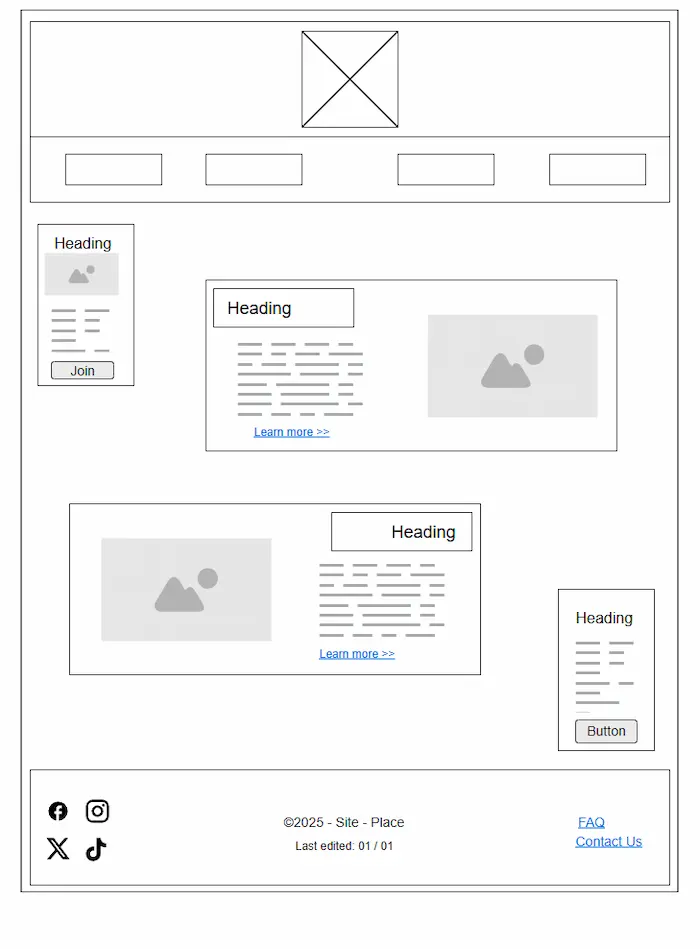 Heading
Join
Heading
Learn more >>
Heading
Learn more >>
Heading
Button
©2025 - Site - Place
Last edited: 01 / 01
FAQ
Contact Us